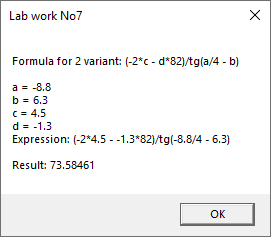 Lab work No7
Formula for 2 variant: (-2*c - d*82)/tg(a/4 - b)
a = -8.8
b = 6.3
c = 4.5
d = -1.3
Expression: (-2*4.5 - -1.3*82)/tg(-8.8/4 - 6.3)
Result: 73.58461
OK